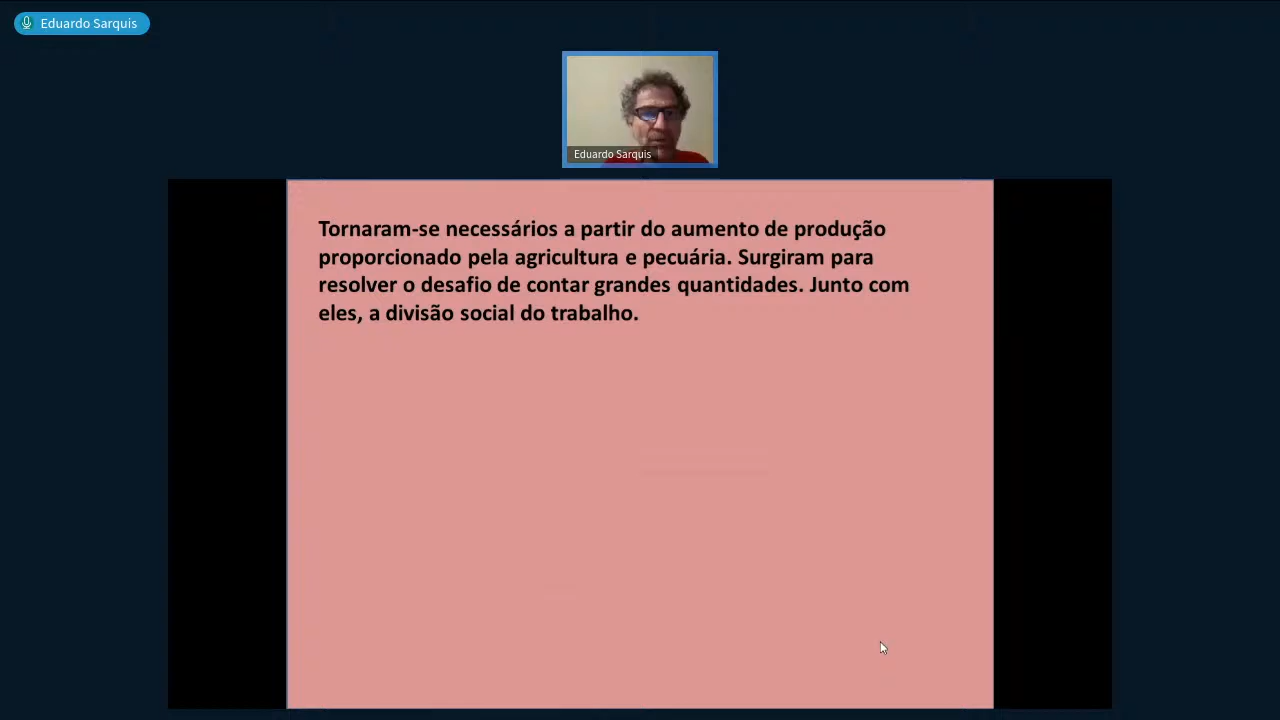 Eduardo Sarquis
Eduardo Sarquis
Tornaram-se necessários a partir do aumento de produção
proporcionado pela agricultura e pecuária. Surgiram para
resolver o desafio de contar grandes quantidades. Junto com
eles, a divisão social do trabalho.